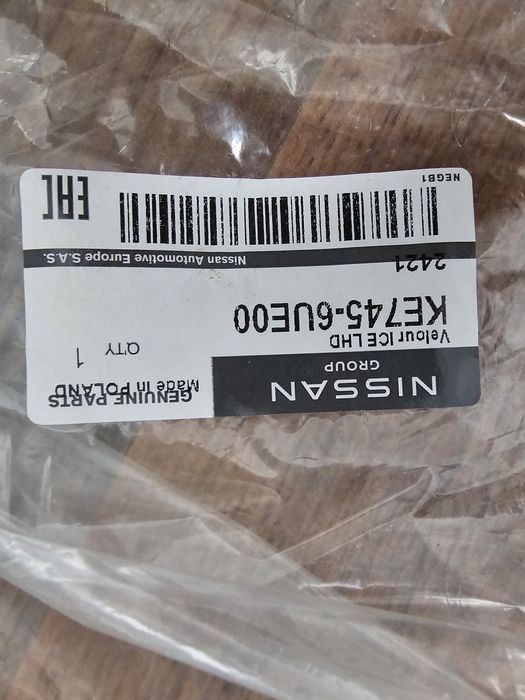 NISSAN
GROUP
GENUINE PARTS
Made in POLAND
Velour ICE LHD
KE745-6UE00
Q'TY 1
2421
Nissan Automotive Europe S.A.S.
NEGB1
EAC